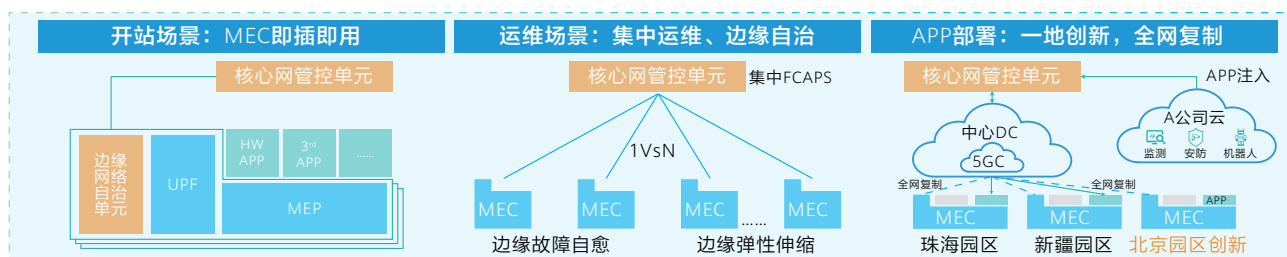 开站场景：MEC即插即用
核心网管控单元
边缘
网络
自治
单元
UPF
HW
APP
3rd
APP
......
MEP
运维场景：集中运维、边缘自治
核心网管控单元
集中FCAPS
1VsN
MEC
MEC
MEC
......
MEC
边缘故障自愈
边缘弹性伸缩
APP部署：一地创新，全网复制
核心网管控单元
APP注入
中心DC
5GC
A公司云
监测
安防
机器人
全网复制
全网复制
APP
MEC
MEC
MEC
珠海园区
新疆园区
北京园区创新